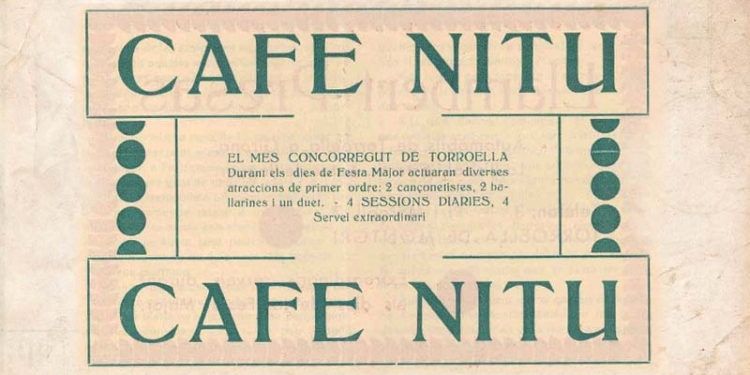 CAFE NITU
EL MES CONCORREGUT DE TORROELLA
Durant els dies de Festa Major actuaran diverses
atraccions de primer ordre: 2 cançonetistes, 2 ba-
llarines i un duet. - 4 SESSIONS DIARIES, 4
Servei extraordinari
CAFE NITU